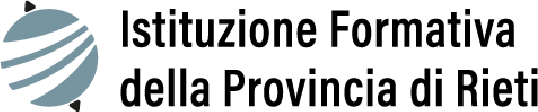 Istituzione Formativa
della Provincia di Rieti